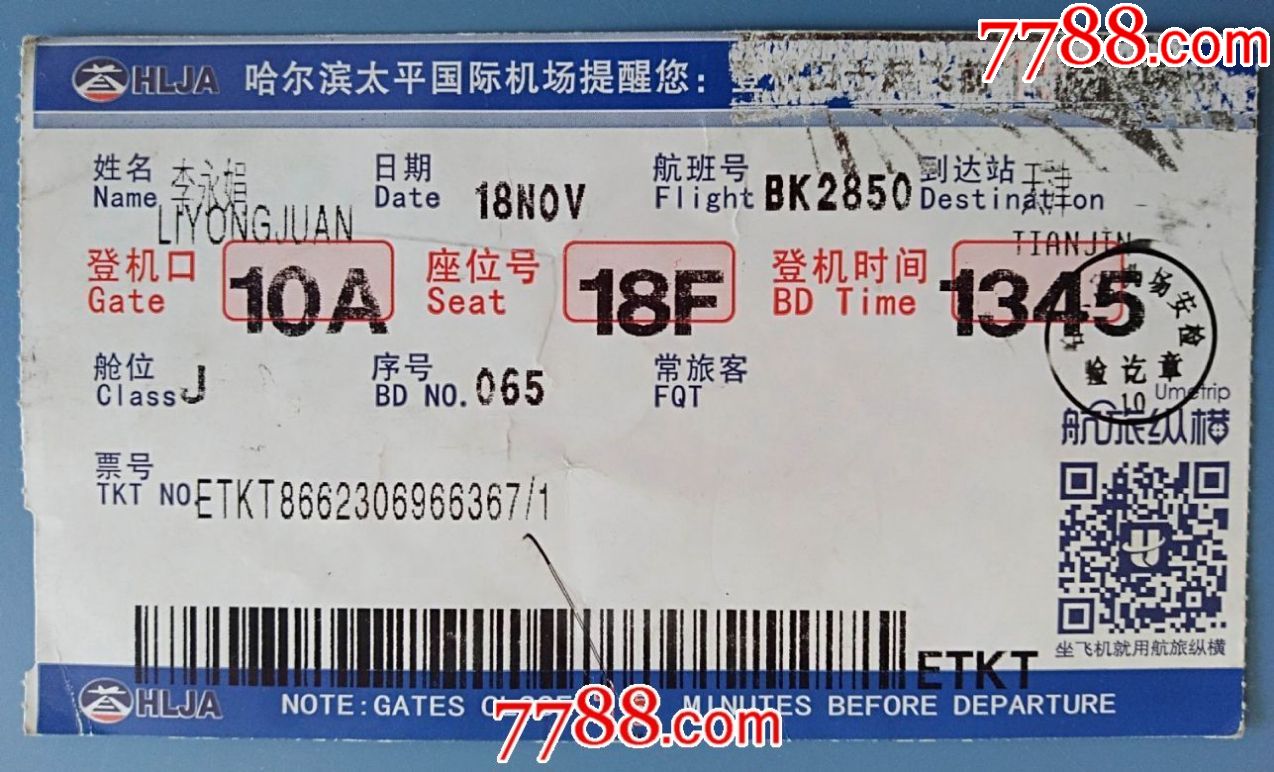 7788.com
HLJA 哈尔滨太平国际机场提醒您：
姓名 李永娟 日期 航班号 到达站 天津
Name Date 18NOV Flight BK2850 Destination
LIYONGJUAN TIANJIN
登机口 座位号 登机时间
Gate 10A Seat 18F BD Time 1345
场安检
验讫章
10
舱位 序号 常旅客
Class J BD NO. 065 FQT
Umetrip
航旅纵横
票号
TKT NO. ETKT8662306966367/1
坐飞机就用航旅纵横
ETKT
HLJA NOTE:GATES MINUTES BEFORE DEPARTURE
7788.com